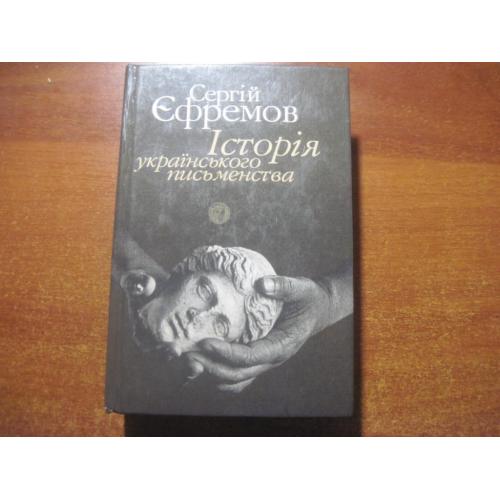 Сергій
Єфремов
Історія
українського
письменства